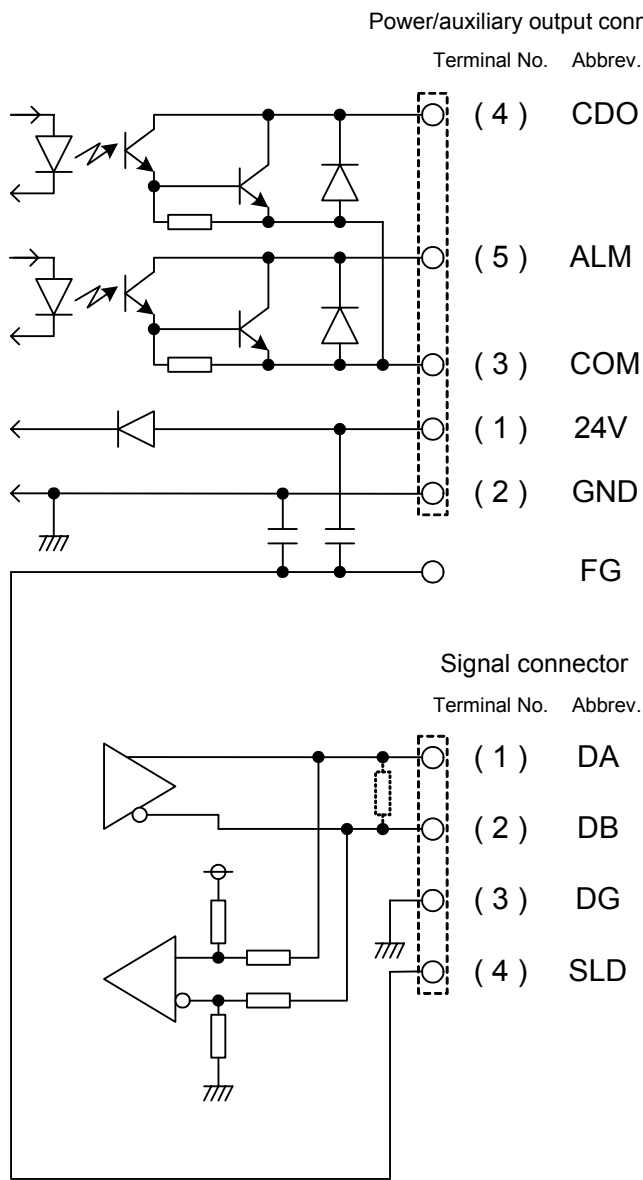 Power/auxiliary output conn
Terminal No. Abbrev.
( 4 ) CDO
( 5 ) ALM
( 3 ) COM
( 1 ) 24V
( 2 ) GND
FG
Signal connector
Terminal No. Abbrev.
( 1 ) DA
( 2 ) DB
( 3 ) DG
( 4 ) SLD